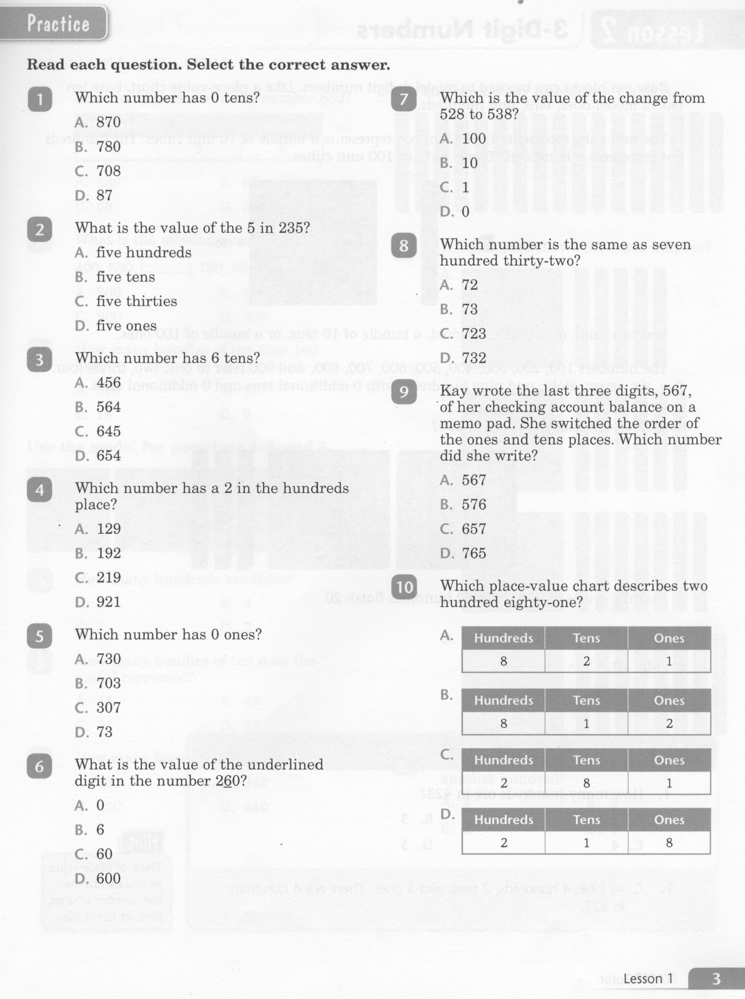 Practice
Read each question. Select the correct answer.
1 Which number has 0 tens?
A. 870
B. 780
C. 708
D. 87
2 What is the value of the 5 in 235?
A. five hundreds
B. five tens
C. five thirties
D. five ones
3 Which number has 6 tens?
A. 456
B. 564
C. 645
D. 654
4 Which number has a 2 in the hundreds
place?
A. 129
B. 192
C. 219
D. 921
5 Which number has 0 ones?
A. 730
B. 703
C. 307
D. 73
6 What is the value of the underlined
digit in the number 260?
A. 0
B. 6
C. 60
D. 600
7 Which is the value of the change from
528 to 538?
A. 100
B. 10
C. 1
D. 0
8 Which number is the same as seven
hundred thirty-two?
A. 72
B. 73
C. 723
D. 732
9 Kay wrote the last three digits, 567,
of her checking account balance on a
memo pad. She switched the order of
the ones and tens places. Which number
did she write?
A. 567
B. 576
C. 657
D. 765
10 Which place-value chart describes two
hundred eighty-one?
A. Hundreds Tens Ones
8 2 1
B. Hundreds Tens Ones
8 1 2
C. Hundreds Tens Ones
2 8 1
D. Hundreds Tens Ones
2 1 8
Lesson 1 3